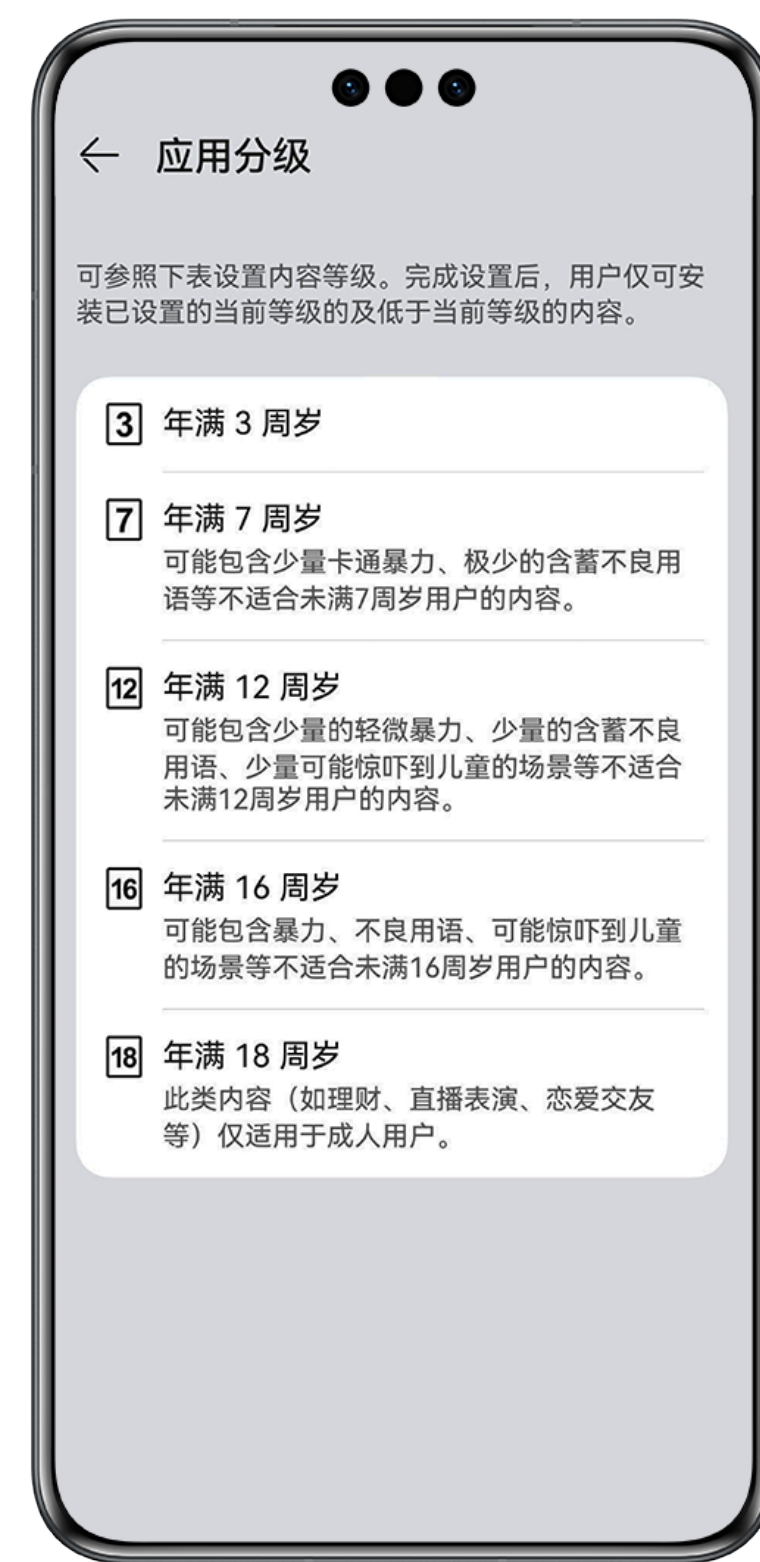 应用分级
可参照下表设置内容等级。完成设置后，用户仅可安
装已设置的当前等级的及低于当前等级的内容。
3 年满 3 周岁
7 年满 7 周岁
可能包含少量卡通暴力、极少的含蓄不良用
语等不适合未满7周岁用户的内容。
12 年满 12 周岁
可能包含少量的轻微暴力、少量的含蓄不良
用语、少量可能惊吓到儿童的场景等不适合
未满12周岁用户的内容。
16 年满 16 周岁
可能包含暴力、不良用语、可能惊吓到儿童
的场景等不适合未满16周岁用户的内容。
18 年满 18 周岁
此类内容（如理财、直播表演、恋爱交友
等）仅适用于成人用户。